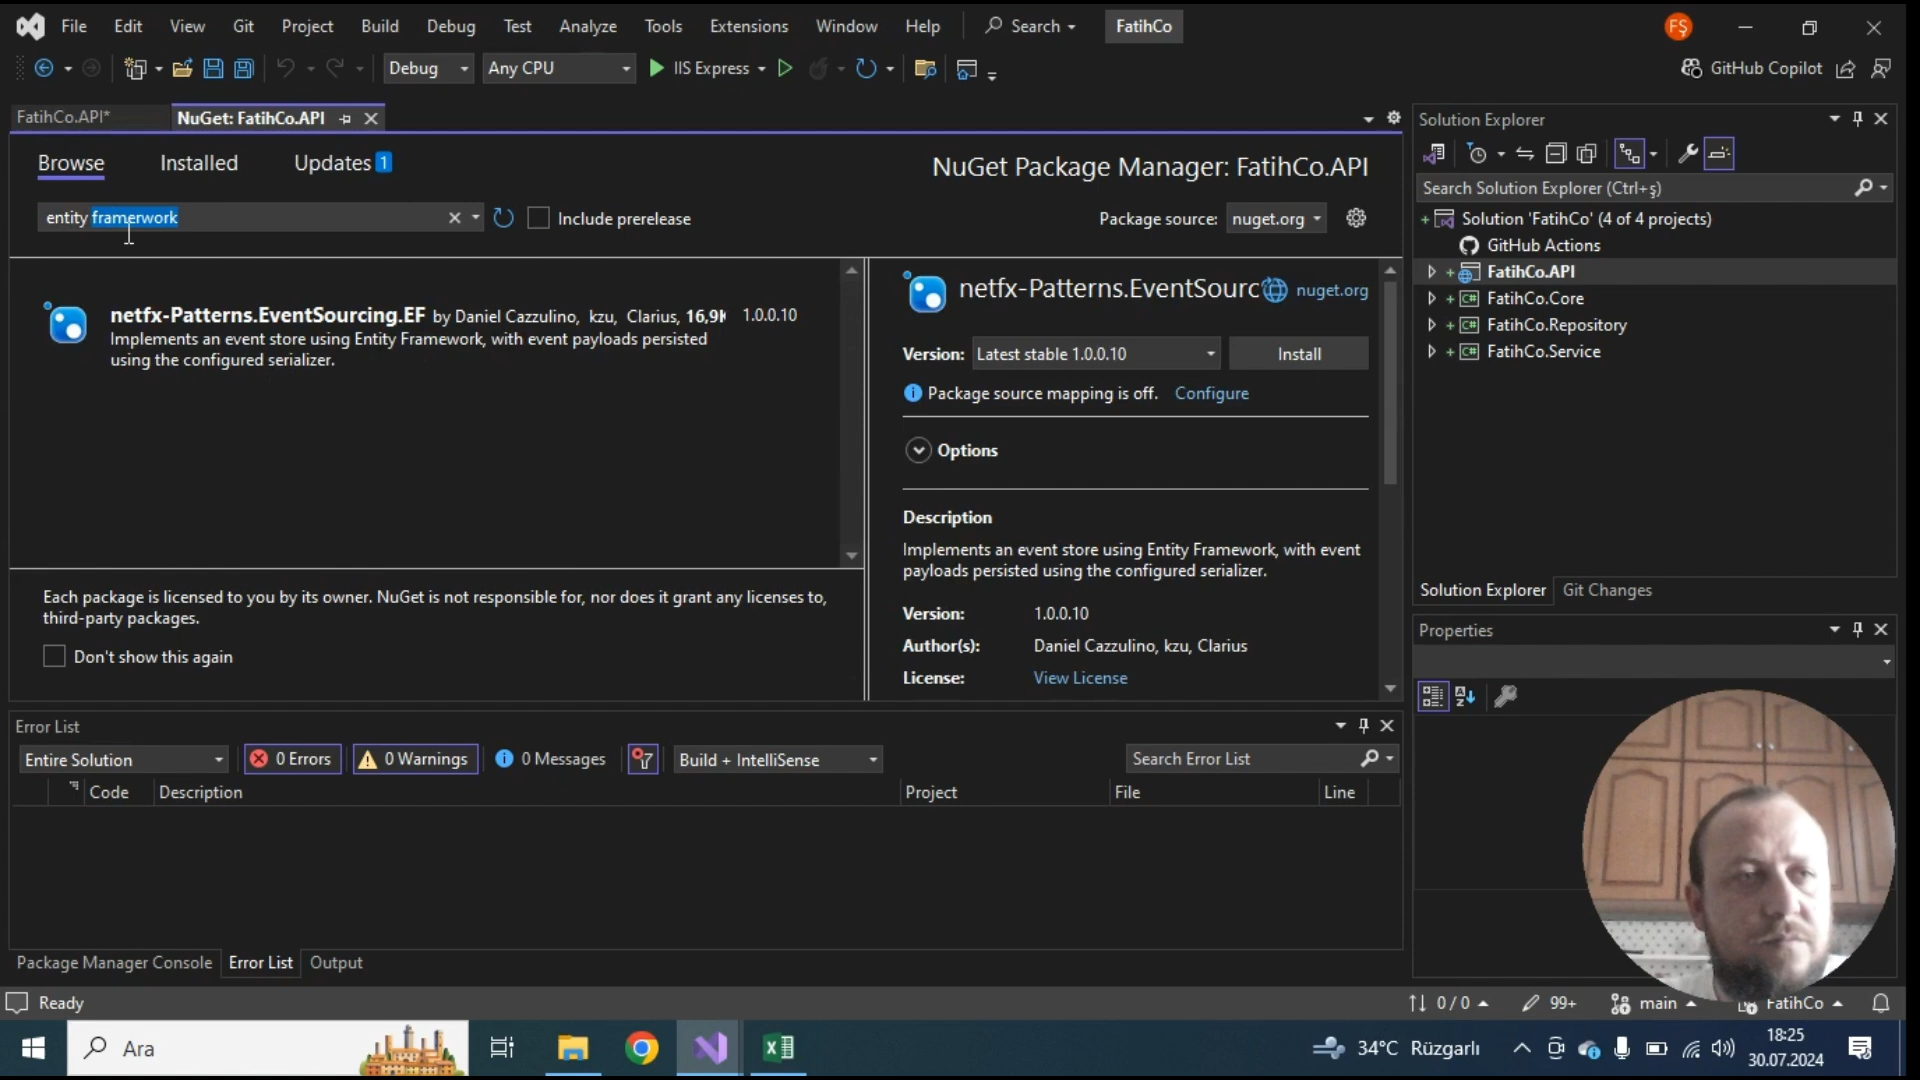 File Edit View Git Project Build Debug Test Analyze Tools Extensions Window Help Search FatihCo FŞ
Debug Any CPU IIS Express GitHub Copilot
FatihCo.API* NuGet: FatihCo.API
Browse Installed Updates 1
NuGet Package Manager: FatihCo.API
entity framerwork
Include prerelease
Package source: nuget.org
netfx-Patterns.EventSourcing.EF by Daniel Cazzulino, kzu, Clarius, 16,9K 1.0.0.10
Implements an event store using Entity Framework, with event payloads persisted
using the configured serializer.
Each package is licensed to you by its owner. NuGet is not responsible for, nor does it grant any licenses to,
third-party packages.
Don't show this again
netfx-Patterns.EventSourc nuget.org
Version: Latest stable 1.0.0.10 Install
Package source mapping is off. Configure
Options
Description
Implements an event store using Entity Framework, with event
payloads persisted using the configured serializer.
Version: 1.0.0.10
Author(s): Daniel Cazzulino, kzu, Clarius
License: View License
Solution Explorer
Search Solution Explorer (Ctrl+ş)
Solution 'FatihCo' (4 of 4 projects)
GitHub Actions
FatihCo.API
FatihCo.Core
FatihCo.Repository
FatihCo.Service
Solution Explorer Git Changes
Properties
Error List
Entire Solution 0 Errors 0 Warnings 0 Messages Build + IntelliSense Search Error List
Code Description Project File Line
Package Manager Console Error List Output
Ready 0 / 0 99+ main FatihCo
Ara 34°C Rüzgarlı 18:25
30.07.2024